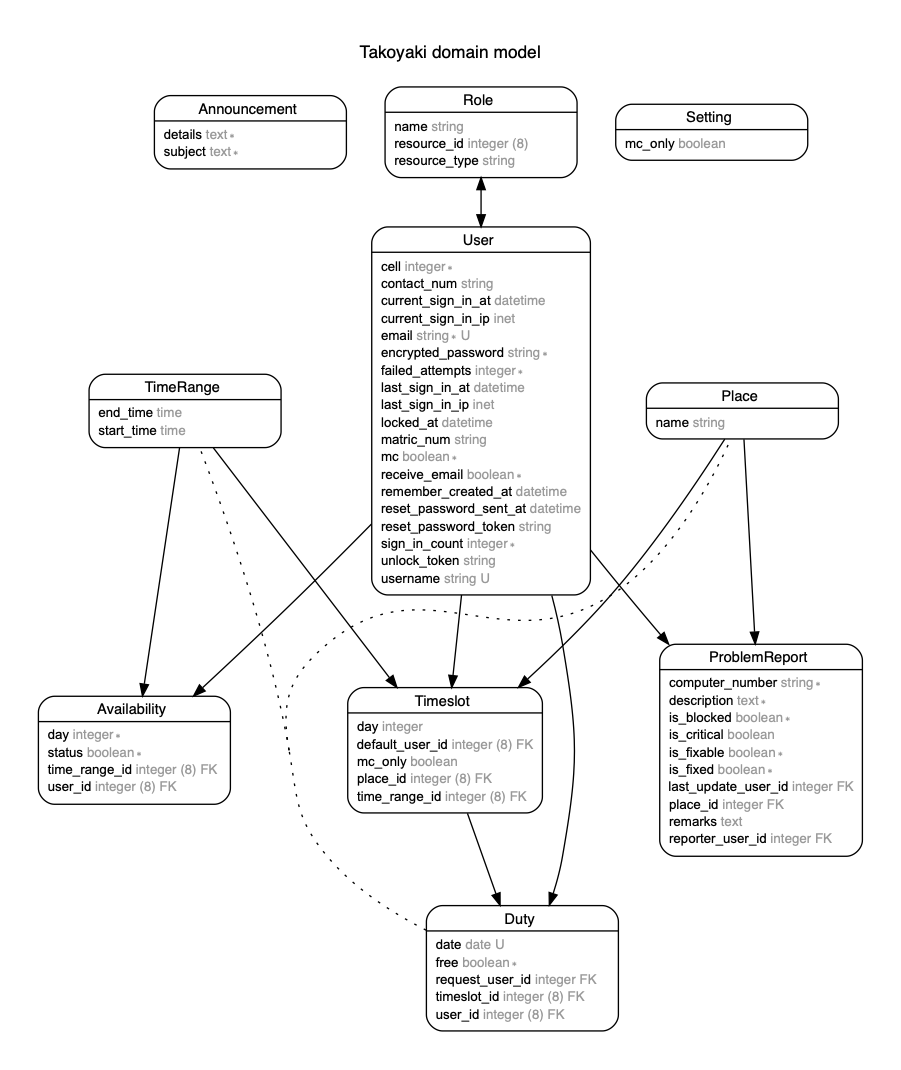 Takoyaki domain model
Announcement
details text ∗
subject text ∗
Role
name string
resource_id integer (8)
resource_type string
Setting
mc_only boolean
User
cell integer ∗
contact_num string
current_sign_in_at datetime
current_sign_in_ip inet
email string ∗ U
encrypted_password string ∗
failed_attempts integer ∗
last_sign_in_at datetime
last_sign_in_ip inet
locked_at datetime
matric_num string
mc boolean ∗
receive_email boolean ∗
remember_created_at datetime
reset_password_sent_at datetime
reset_password_token string
sign_in_count integer ∗
unlock_token string
username string U
TimeRange
end_time time
start_time time
Place
name string
Availability
day integer ∗
status boolean ∗
time_range_id integer (8) FK
user_id integer (8) FK
Timeslot
day integer
default_user_id integer (8) FK
mc_only boolean
place_id integer (8) FK
time_range_id integer (8) FK
ProblemReport
computer_number string ∗
description text ∗
is_blocked boolean ∗
is_critical boolean
is_fixable boolean ∗
is_fixed boolean ∗
last_update_user_id integer FK
place_id integer FK
remarks text
reporter_user_id integer FK
Duty
date date U
free boolean ∗
request_user_id integer FK
timeslot_id integer (8) FK
user_id integer (8) FK